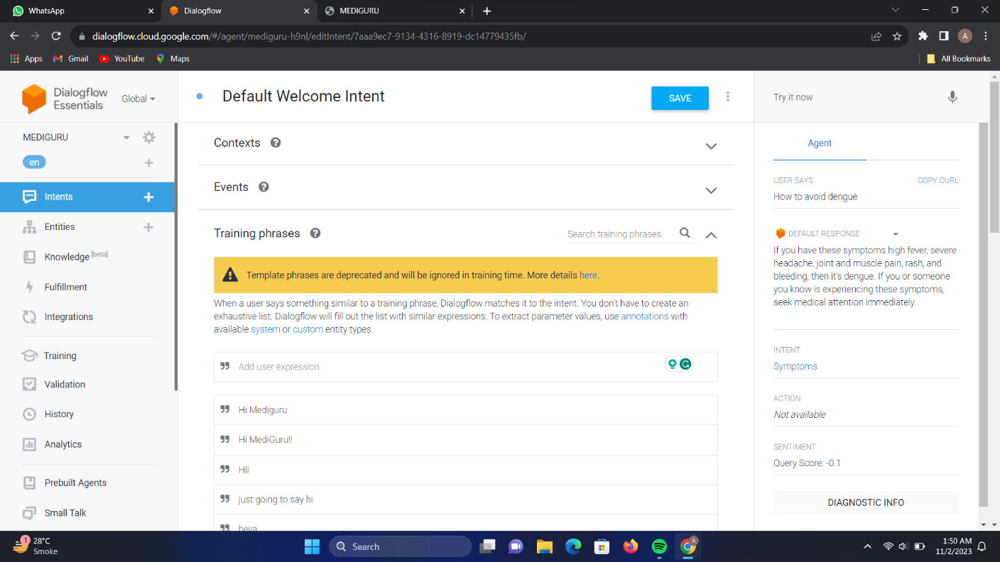 WhatsApp
Dialogflow
MEDIGURU
dialogflow.cloud.google.com/#/agent/mediguru-h9nl/editIntent/7aaa9ec7-9134-4316-8919-dc14779435fb/
A
Apps
Gmail
YouTube
Maps
All Bookmarks
Dialogflow
Essentials
Global
MEDIGURU
en
Intents
Entities
Knowledge [beta]
Fulfillment
Integrations
Training
Validation
History
Analytics
Prebuilt Agents
Small Talk
Default Welcome Intent
SAVE
Contexts
Events
Training phrases
Search training phrases
Template phrases are deprecated and will be ignored in training time. More details here.
When a user says something similar to a training phrase, Dialogflow matches it to the intent. You don't have to create an
exhaustive list. Dialogflow will fill out the list with similar expressions. To extract parameter values, use annotations with
available system or custom entity types.
Add user expression
Hi Mediguru
Hi MediGuru!!
Hii
just going to say hi
heya
Try it now
Agent
USER SAYS
COPY CURL
How to avoid dengue
DEFAULT RESPONSE
If you have these symptoms high fever, severe
headache, joint and muscle pain, rash, and
bleeding, then it's dengue. If you or someone
you know is experiencing these symptoms,
seek medical attention immediately.
INTENT
Symptoms
ACTION
Not available
SENTIMENT
Query Score: -0.1
DIAGNOSTIC INFO
1
28°C
Smoke
Search
A
1:50 AM
11/2/2023